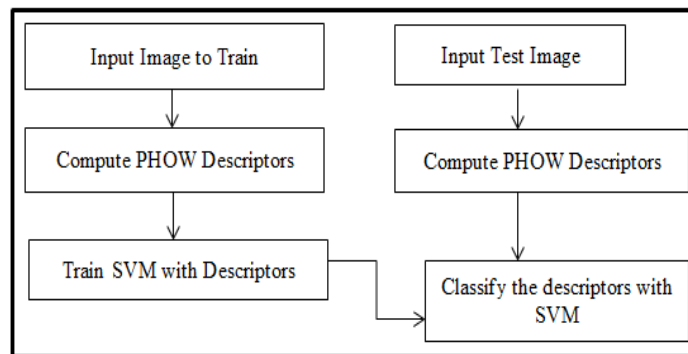 Input Image to Train
Input Test Image
Compute PHOW Descriptors
Compute PHOW Descriptors
Train SVM with Descriptors
Classify the descriptors with
SVM